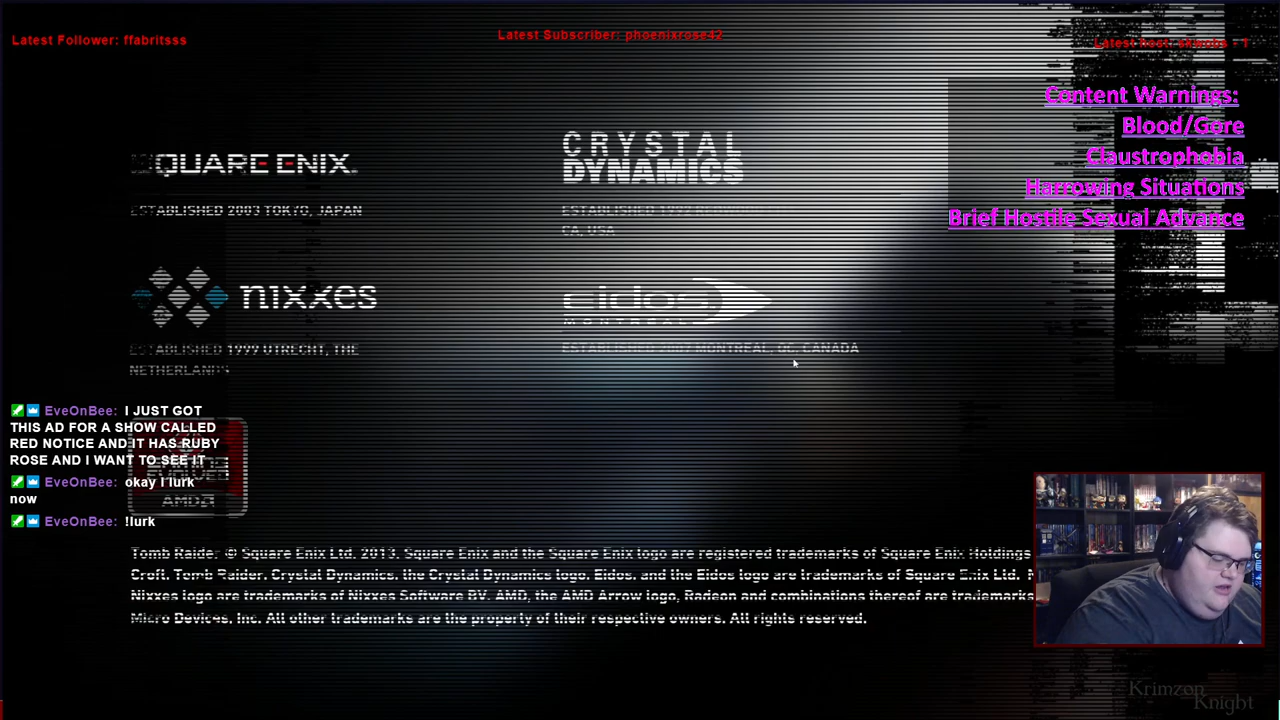 Latest Follower: ffabritsss
Latest Subscriber: phoenixrose42
Latest host:
Content Warnings:
Blood/Gore
Claustrophobia
Harrowing Situations
Brief Hostile Sexual Advance
SQUARE ENIX.
ESTABLISHED 2003 TOKYO, JAPAN
CRYSTAL
DYNAMICS
ESTABLISHED 1992
CA, USA
nixxes
ESTABLISHED 1999 UTRECHT, THE
NETHERLANDS
eidos
MONTREAL
ESTABLISHED 2007 MONTREAL, QC, CANADA
EveOnBee: I JUST GOT
THIS AD FOR A SHOW CALLED
RED NOTICE AND IT HAS RUBY
ROSE AND I WANT TO SEE IT
EveOnBee: okay I lurk
now
EveOnBee: !lurk
AMD
Tomb Raider © Square Enix Ltd, 2013. Square Enix and the Square Enix logo are registered trademarks of Square Enix Holdings
Croft, Tomb Raider, Crystal Dynamics, the Crystal Dynamics logo, Eidos, and the Eidos logo are trademarks of Square Enix Ltd.
Nixxes logo are trademarks of Nixxes Software BV. AMD, the AMD Arrow logo, Radeon and combinations thereof are trademarks
Micro Devices, Inc. All other trademarks are the property of their respective owners. All rights reserved.
Krimzon
Knight